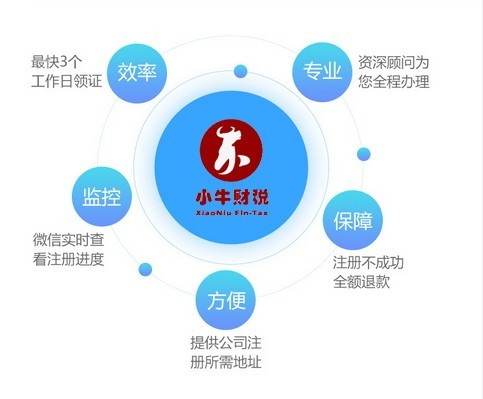 效率
最快3个
工作日领证
专业
资深顾问为
您全程办理
小牛财税
XiaoNiu Fin-Tax
监控
微信实时查
看注册进度
保障
注册不成功
全额退款
方便
提供公司注
册所需地址